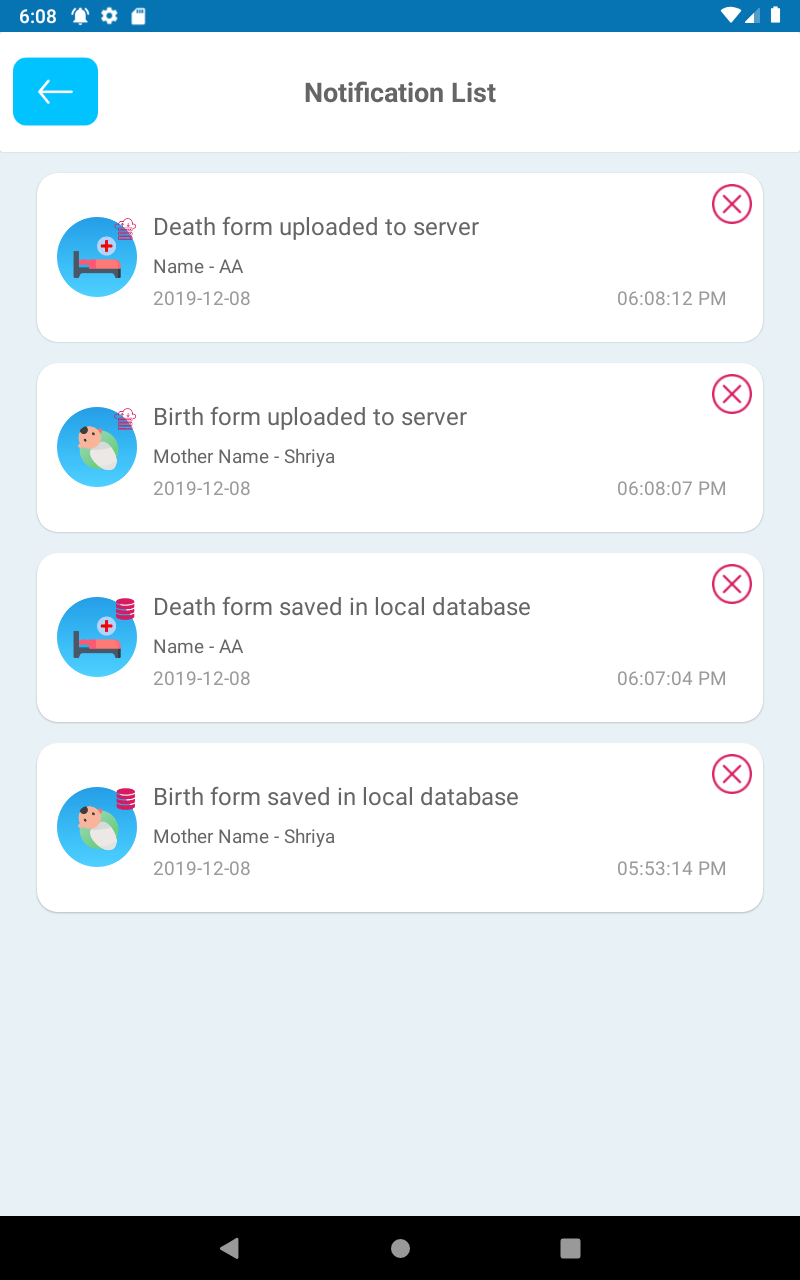 6:08
Notification List
Death form uploaded to server
Name - AA
2019-12-08 06:08:12 PM
Birth form uploaded to server
Mother Name - Shriya
2019-12-08 06:08:07 PM
Death form saved in local database
Name - AA
2019-12-08 06:07:04 PM
Birth form saved in local database
Mother Name - Shriya
2019-12-08 05:53:14 PM